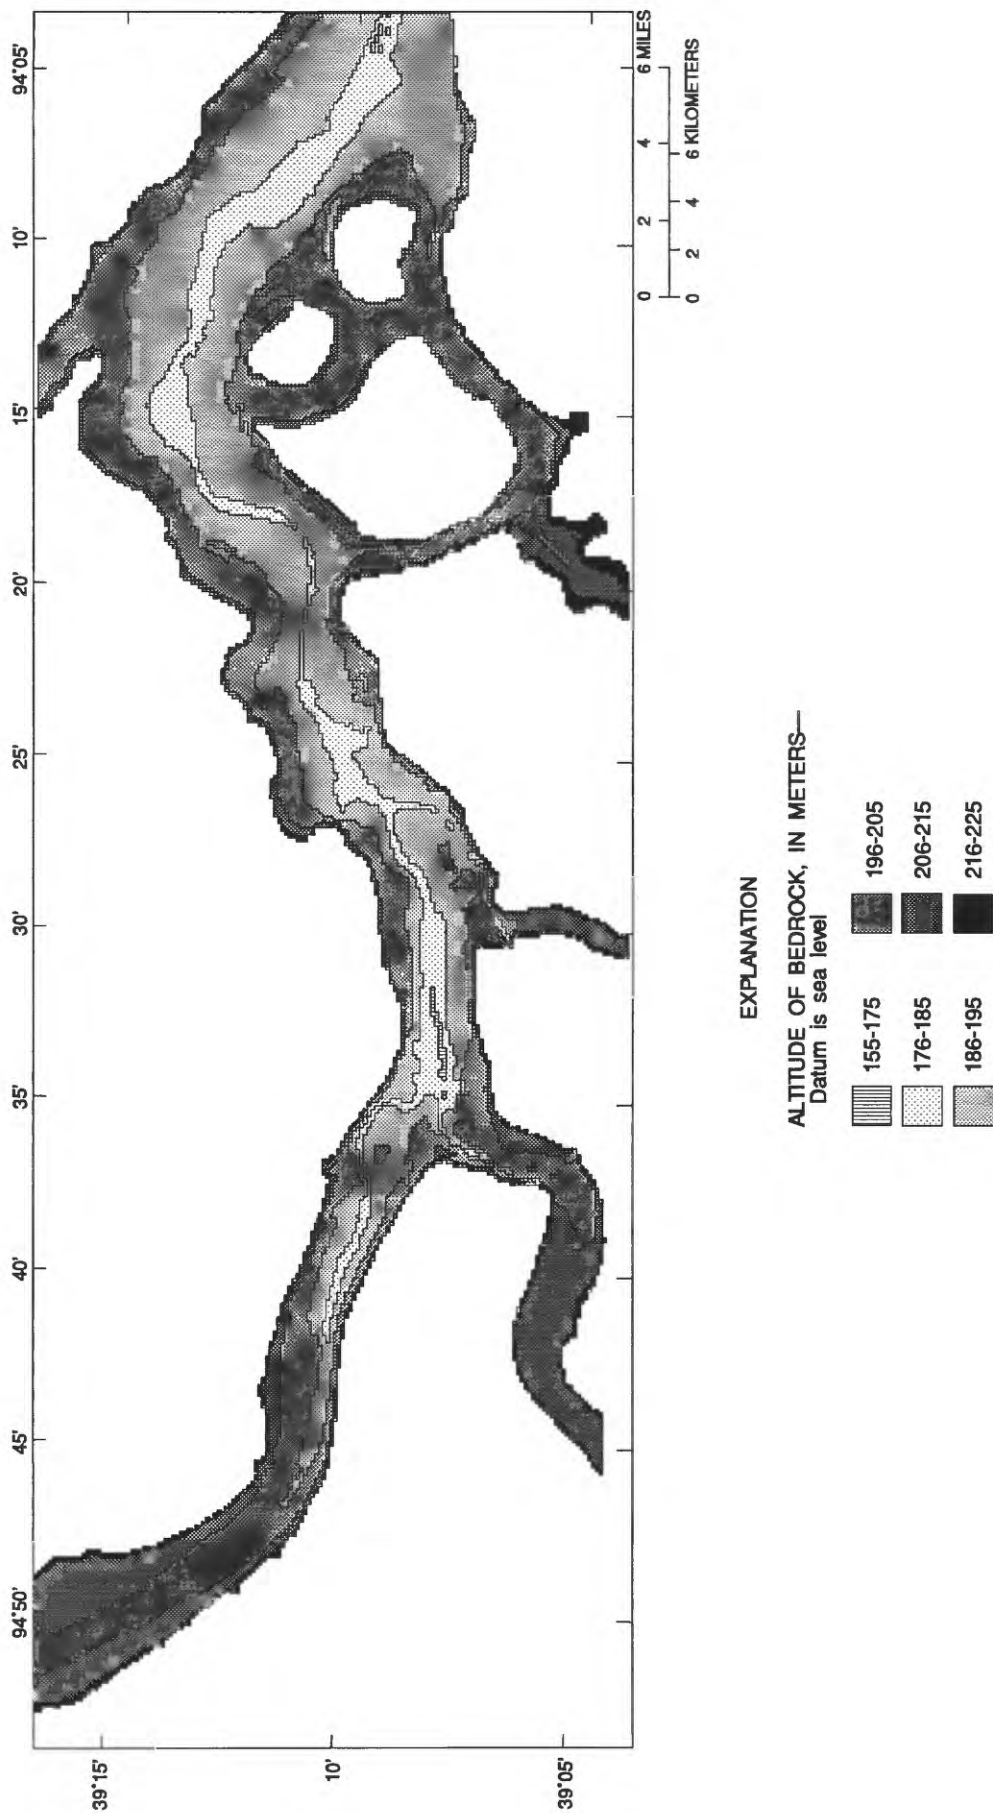 94°50' 45' 40' 35' 30' 25' 20' 15' 10' 94°05'
39°15'
10'
39°05'
0 2 4 6 MILES
0 2 4 6 KILOMETERS
EXPLANATION
ALTITUDE OF BEDROCK, IN METERS—
Datum is sea level
155-175
176-185
186-195
196-205
206-215
216-225